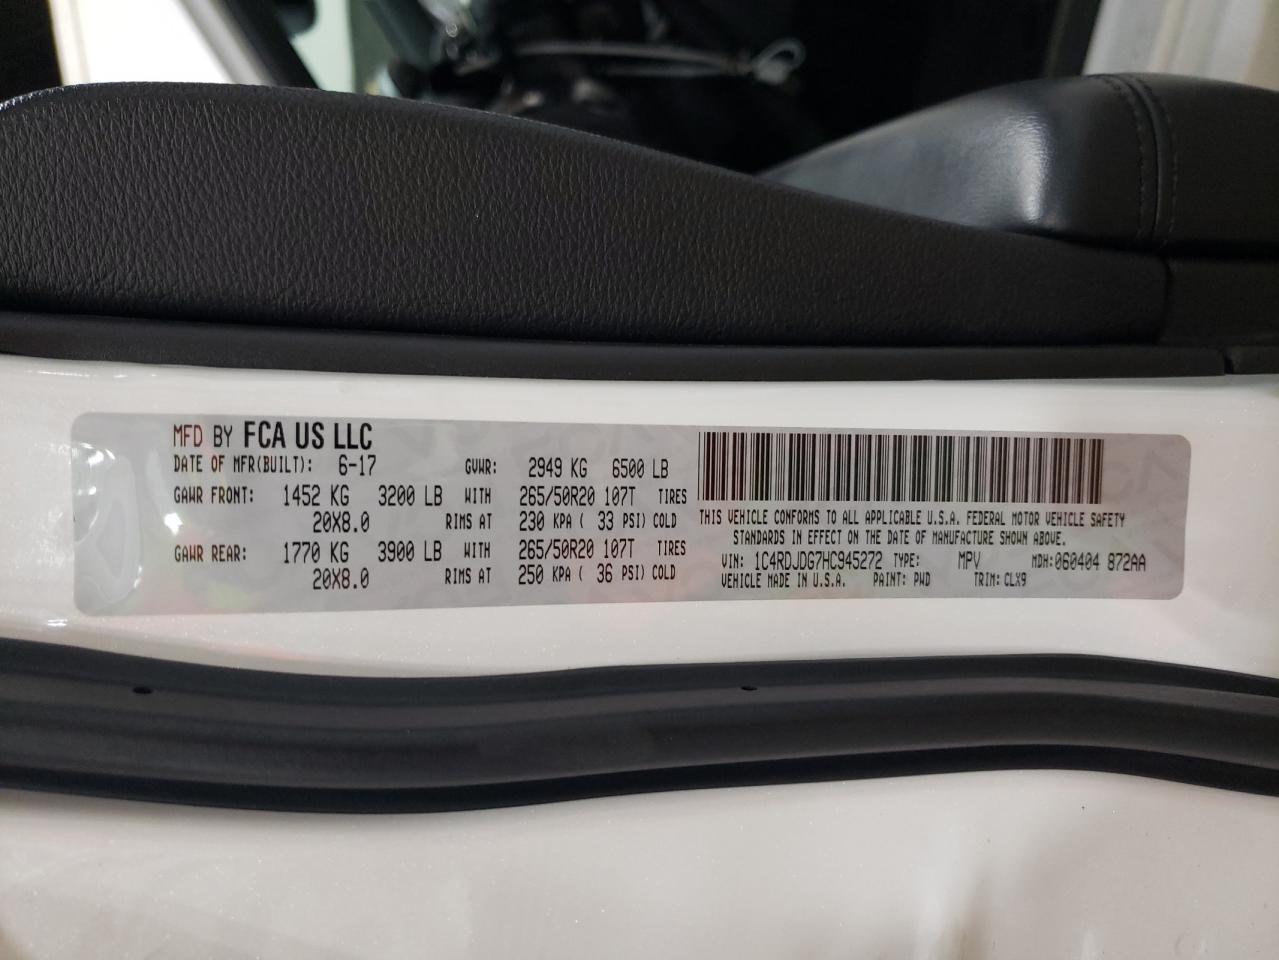 MFD BY FCA US LLC
DATE OF MFR(BUILT): 6-17 GVWR: 2949 KG 6500 LB
GAWR FRONT: 1452 KG 3200 LB WITH 265/50R20 107T TIRES
20X8.0 RIMS AT 230 KPA ( 33 PSI) COLD
GAWR REAR: 1770 KG 3900 LB WITH 265/50R20 107T TIRES
20X8.0 RIMS AT 250 KPA ( 36 PSI) COLD
THIS VEHICLE CONFORMS TO ALL APPLICABLE U.S.A. FEDERAL MOTOR VEHICLE SAFETY
STANDARDS IN EFFECT ON THE DATE OF MANUFACTURE SHOWN ABOVE.
VIN: 1C4RDJDG7HC945272 TYPE: MPV MDH:060404 872AA
VEHICLE MADE IN U.S.A. PAINT: PWD TRIM: CLX9